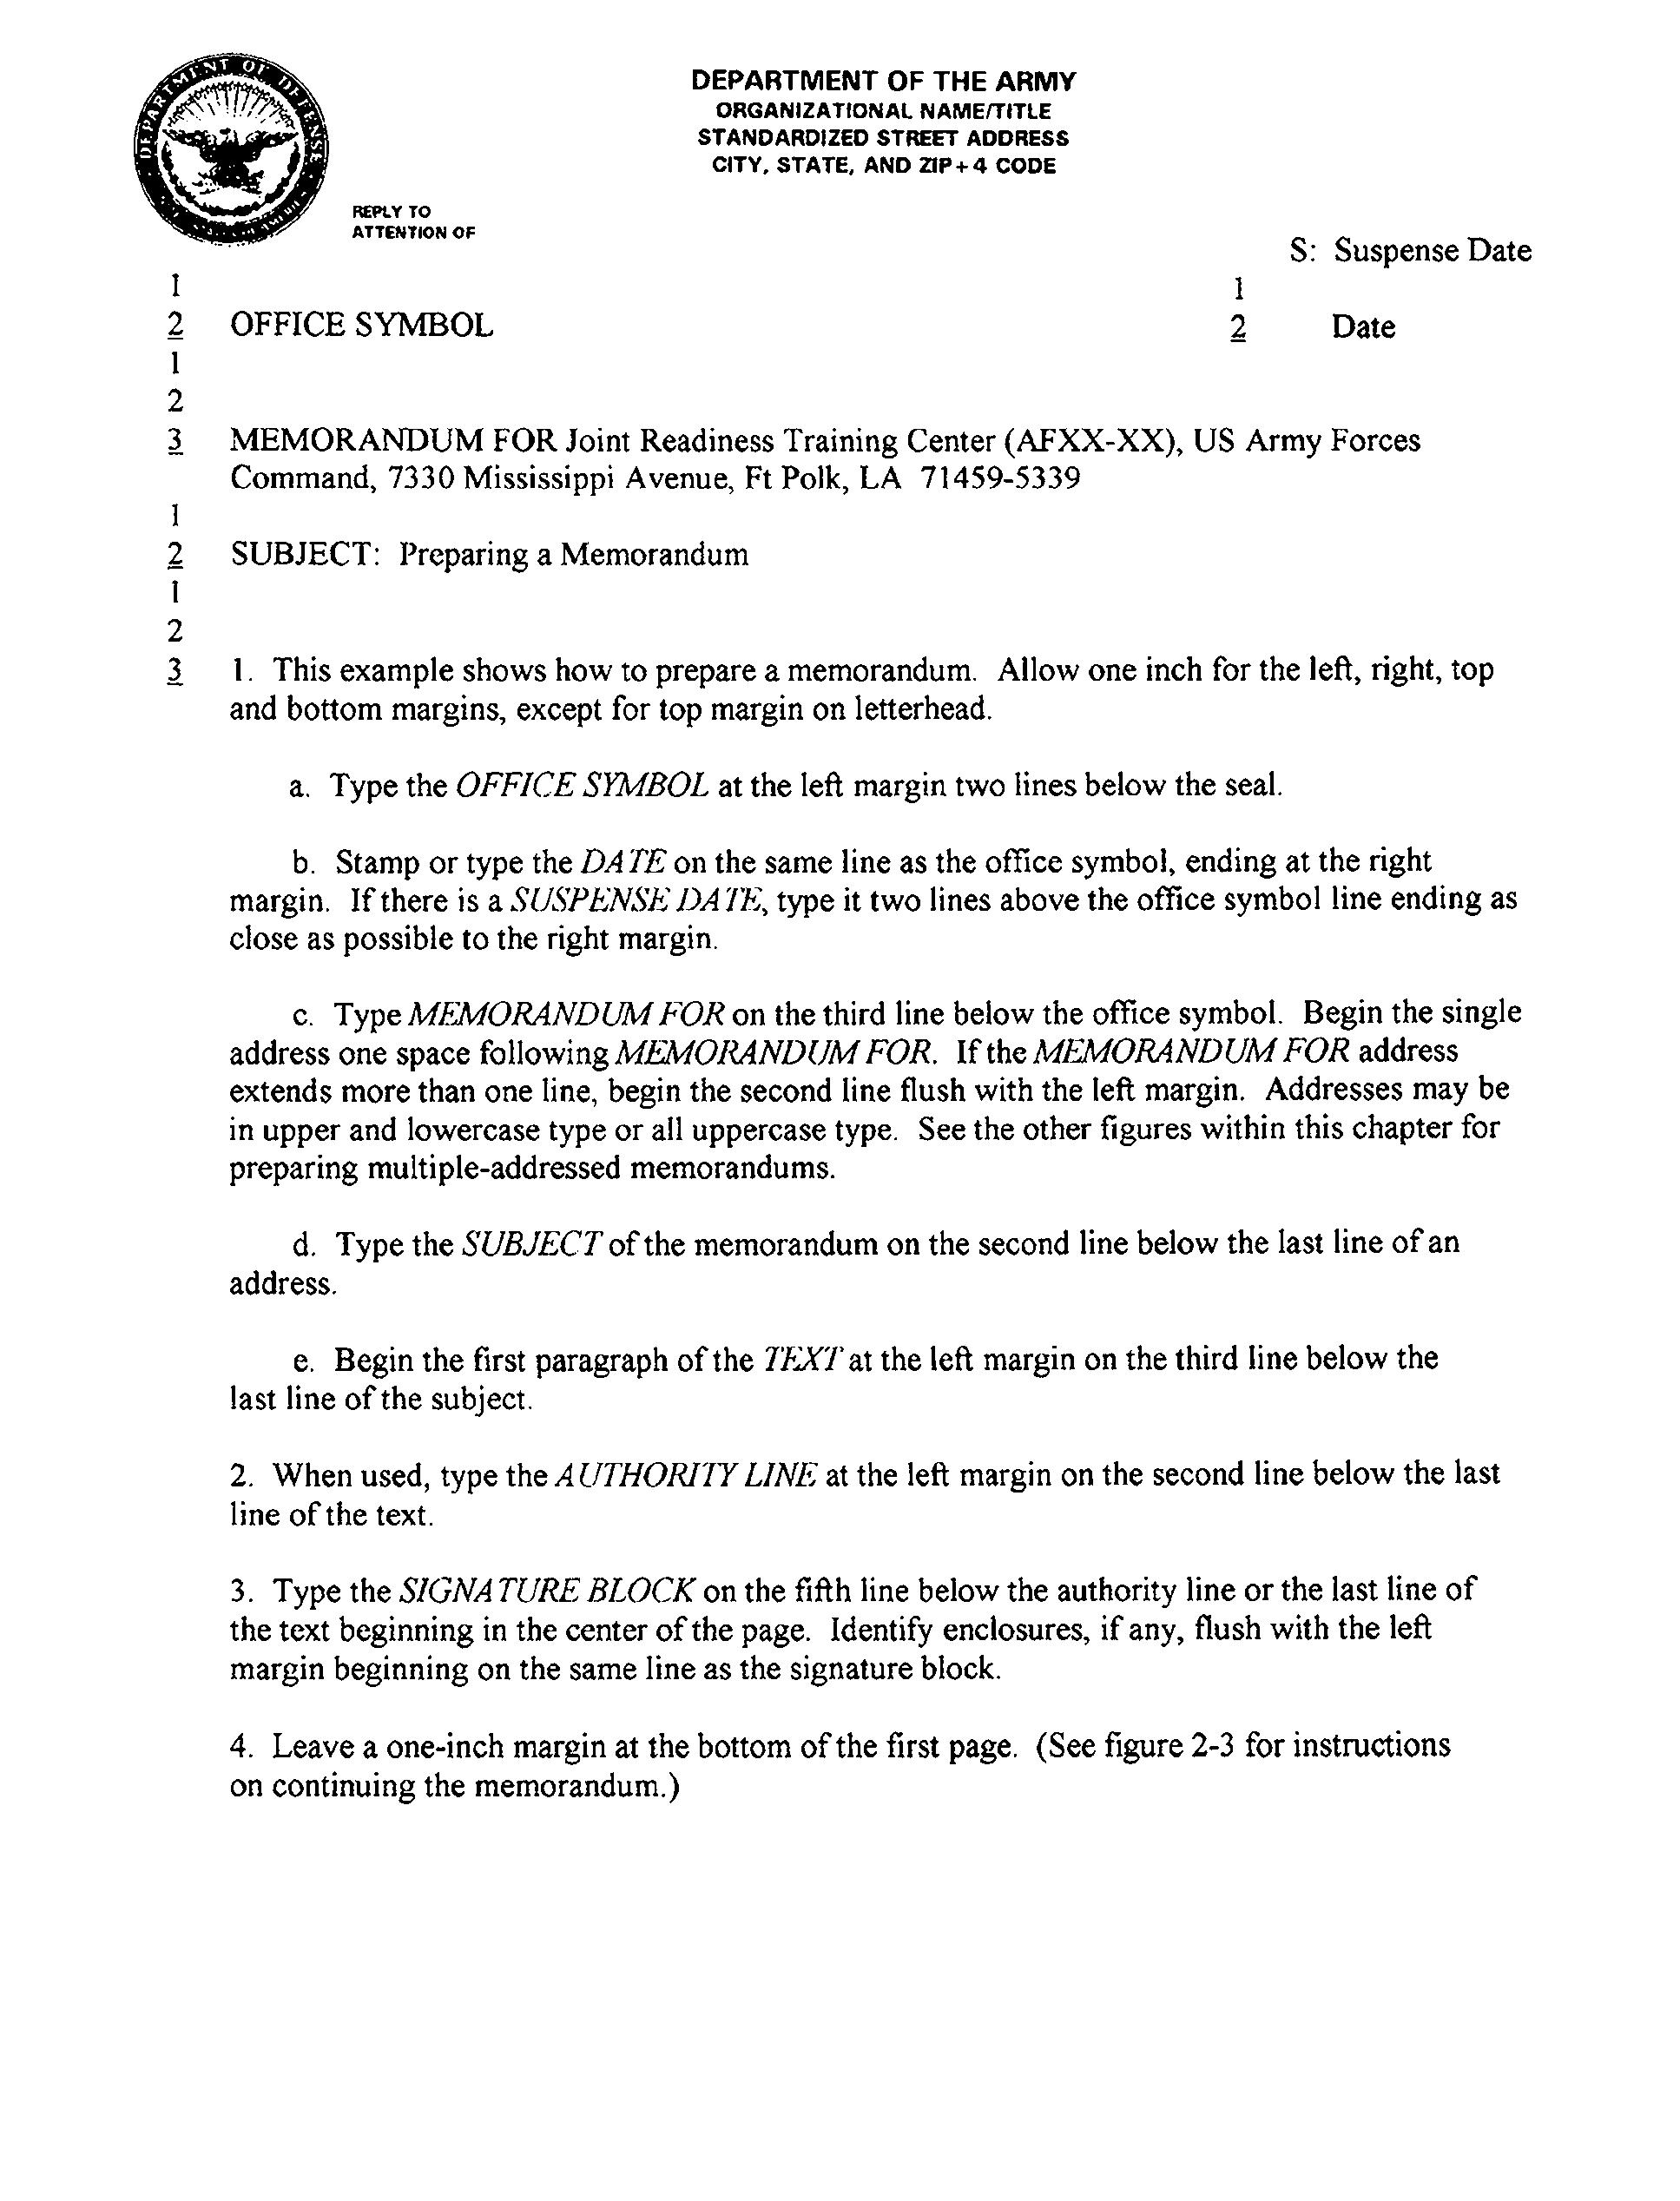 DEPARTMENT OF DEFENSE
DEPARTMENT OF THE ARMY
ORGANIZATIONAL NAME/TITLE
STANDARDIZED STREET ADDRESS
CITY, STATE, AND ZIP+4 CODE
REPLY TO
ATTENTION OF
S: Suspense Date
1 1
2 OFFICE SYMBOL 2 Date
1
2
3 MEMORANDUM FOR Joint Readiness Training Center (AFXX-XX), US Army Forces
Command, 7330 Mississippi Avenue, Ft Polk, LA 71459-5339
1
2 SUBJECT: Preparing a Memorandum
1
2
3 1. This example shows how to prepare a memorandum. Allow one inch for the left, right, top
and bottom margins, except for top margin on letterhead.
a. Type the OFFICE SYMBOL at the left margin two lines below the seal.
b. Stamp or type the DATE on the same line as the office symbol, ending at the right
margin. If there is a SUSPENSE DATE, type it two lines above the office symbol line ending as
close as possible to the right margin.
c. Type MEMORANDUM FOR on the third line below the office symbol. Begin the single
address one space following MEMORANDUM FOR. If the MEMORANDUM FOR address
extends more than one line, begin the second line flush with the left margin. Addresses may be
in upper and lowercase type or all uppercase type. See the other figures within this chapter for
preparing multiple-addressed memorandums.
d. Type the SUBJECT of the memorandum on the second line below the last line of an
address.
e. Begin the first paragraph of the TEXT at the left margin on the third line below the
last line of the subject.
2. When used, type the AUTHORITY LINE at the left margin on the second line below the last
line of the text.
3. Type the SIGNATURE BLOCK on the fifth line below the authority line or the last line of
the text beginning in the center of the page. Identify enclosures, if any, flush with the left
margin beginning on the same line as the signature block.
4. Leave a one-inch margin at the bottom of the first page. (See figure 2-3 for instructions
on continuing the memorandum.)